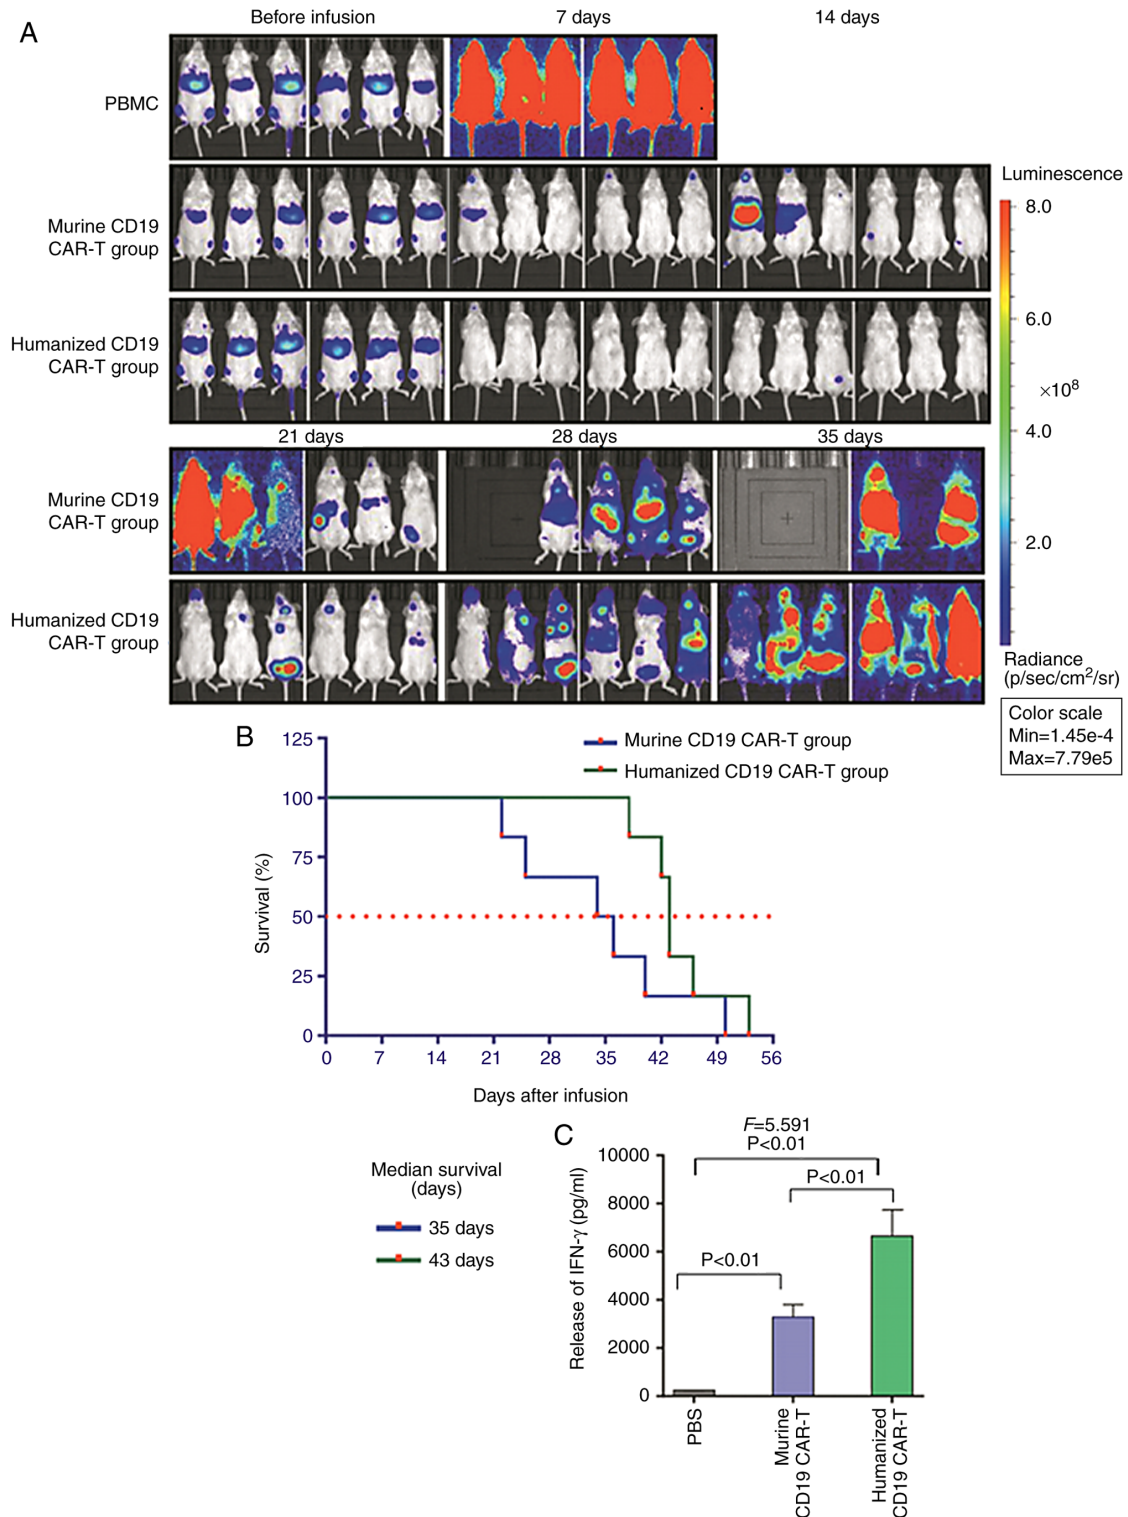 A
Before infusion 7 days 14 days
PBMC
Murine CD19
CAR-T group
Humanized CD19
CAR-T group
Luminescence
8.0
6.0
×10⁸
4.0
2.0
Radiance
(p/sec/cm²/sr)
Color scale
Min=1.45e-4
Max=7.79e5
21 days 28 days 35 days
Murine CD19
CAR-T group
Humanized CD19
CAR-T group
B
125
100
75
50
25
0
Survival (%)
Murine CD19 CAR-T group
Humanized CD19 CAR-T group
0 7 14 21 28 35 42 49 56
Days after infusion
Median survival
(days)
35 days
43 days
C
F=5.591
P<0.01
P<0.01
P<0.01
10000
8000
6000
4000
2000
0
Release of IFN-γ (pg/ml)
PBS
Murine
CD19 CAR-T
Humanized
CD19 CAR-T